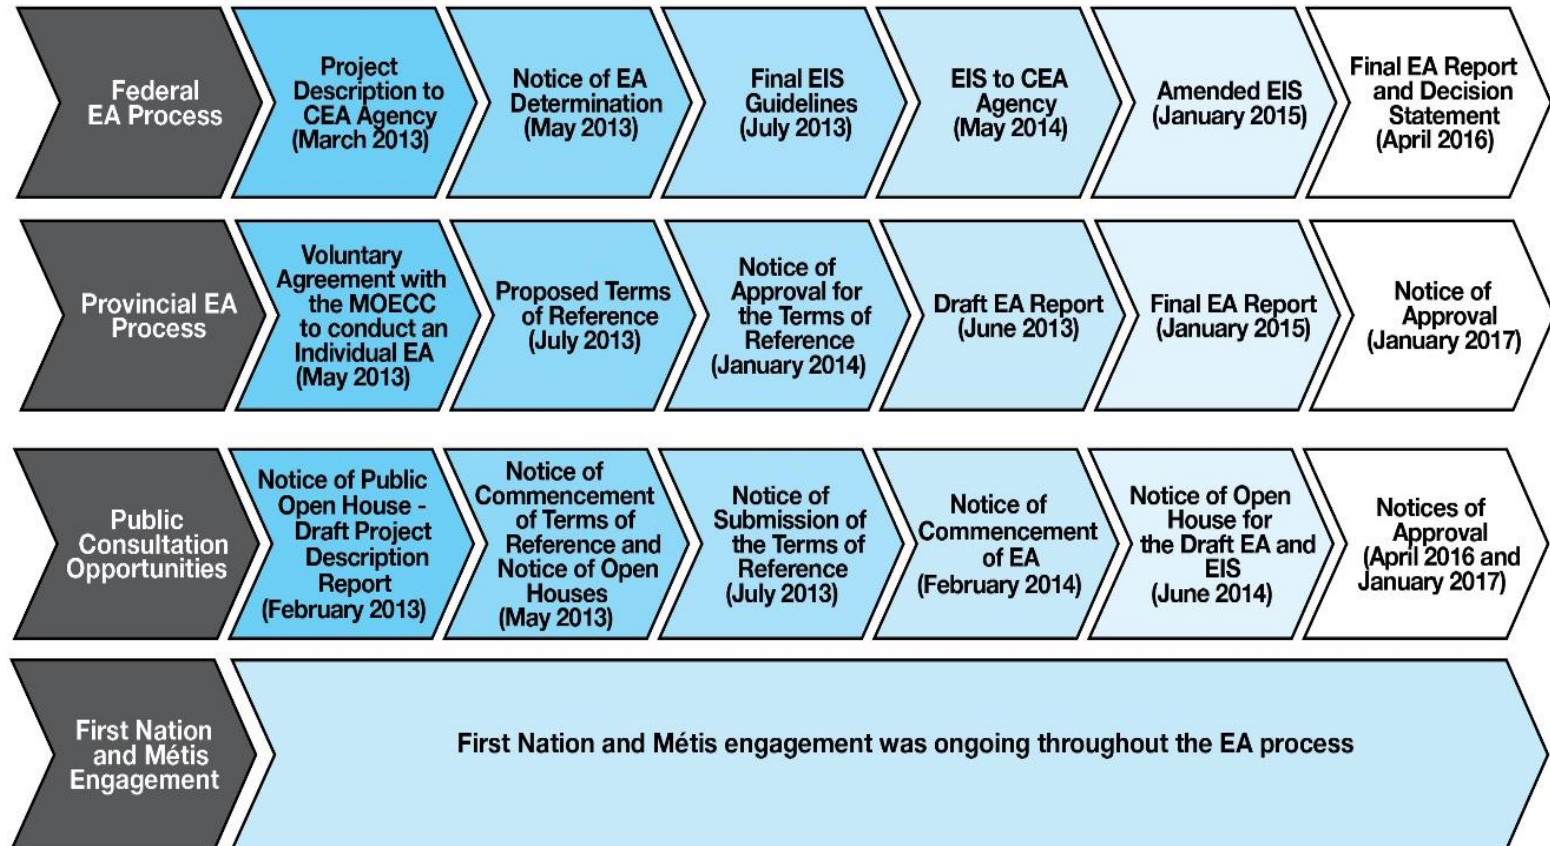 Federal
EA Process
Project
Description to
CEA Agency
(March 2013)
Notice of EA
Determination
(May 2013)
Final EIS
Guidelines
(July 2013)
EIS to CEA
Agency
(May 2014)
Amended EIS
(January 2015)
Final EA Report
and Decision
Statement
(April 2016)
Provincial EA
Process
Voluntary
Agreement with
the MOECC
to conduct an
Individual EA
(May 2013)
Proposed Terms
of Reference
(July 2013)
Notice of
Approval for
the Terms of
Reference
(January 2014)
Draft EA Report
(June 2013)
Final EA Report
(January 2015)
Notice of
Approval
(January 2017)
Public
Consultation
Opportunities
Notice of Public
Open House -
Draft Project
Description
Report
(February 2013)
Notice of
Commencement
of Terms of
Reference and
Notice of Open
Houses
(May 2013)
Notice of
Submission of
the Terms of
Reference
(July 2013)
Notice of
Commencement
of EA
(February 2014)
Notice of Open
House for
the Draft EA and
EIS
(June 2014)
Notices of
Approval
(April 2016 and
January 2017)
First Nation
and Métis
Engagement
First Nation and Métis engagement was ongoing throughout the EA process